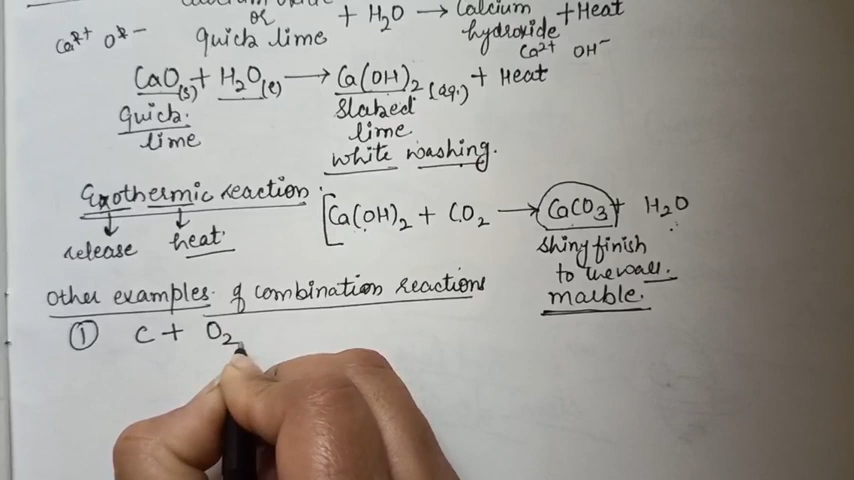 or + H₂O → Calcium + Heat
quick lime hydroxide
Ca²⁺ O²⁻ Ca²⁺ OH⁻
CaO(s) + H₂O(l) → Ca(OH)₂(aq.) + Heat
quick slaked
lime lime
white washing.
Exothermic reaction:
[Ca(OH)₂ + CO₂ → CaCO₃ + H₂O
release heat. shiny finish
to the wall.
Other examples of combination reactions marble.
① C + O₂